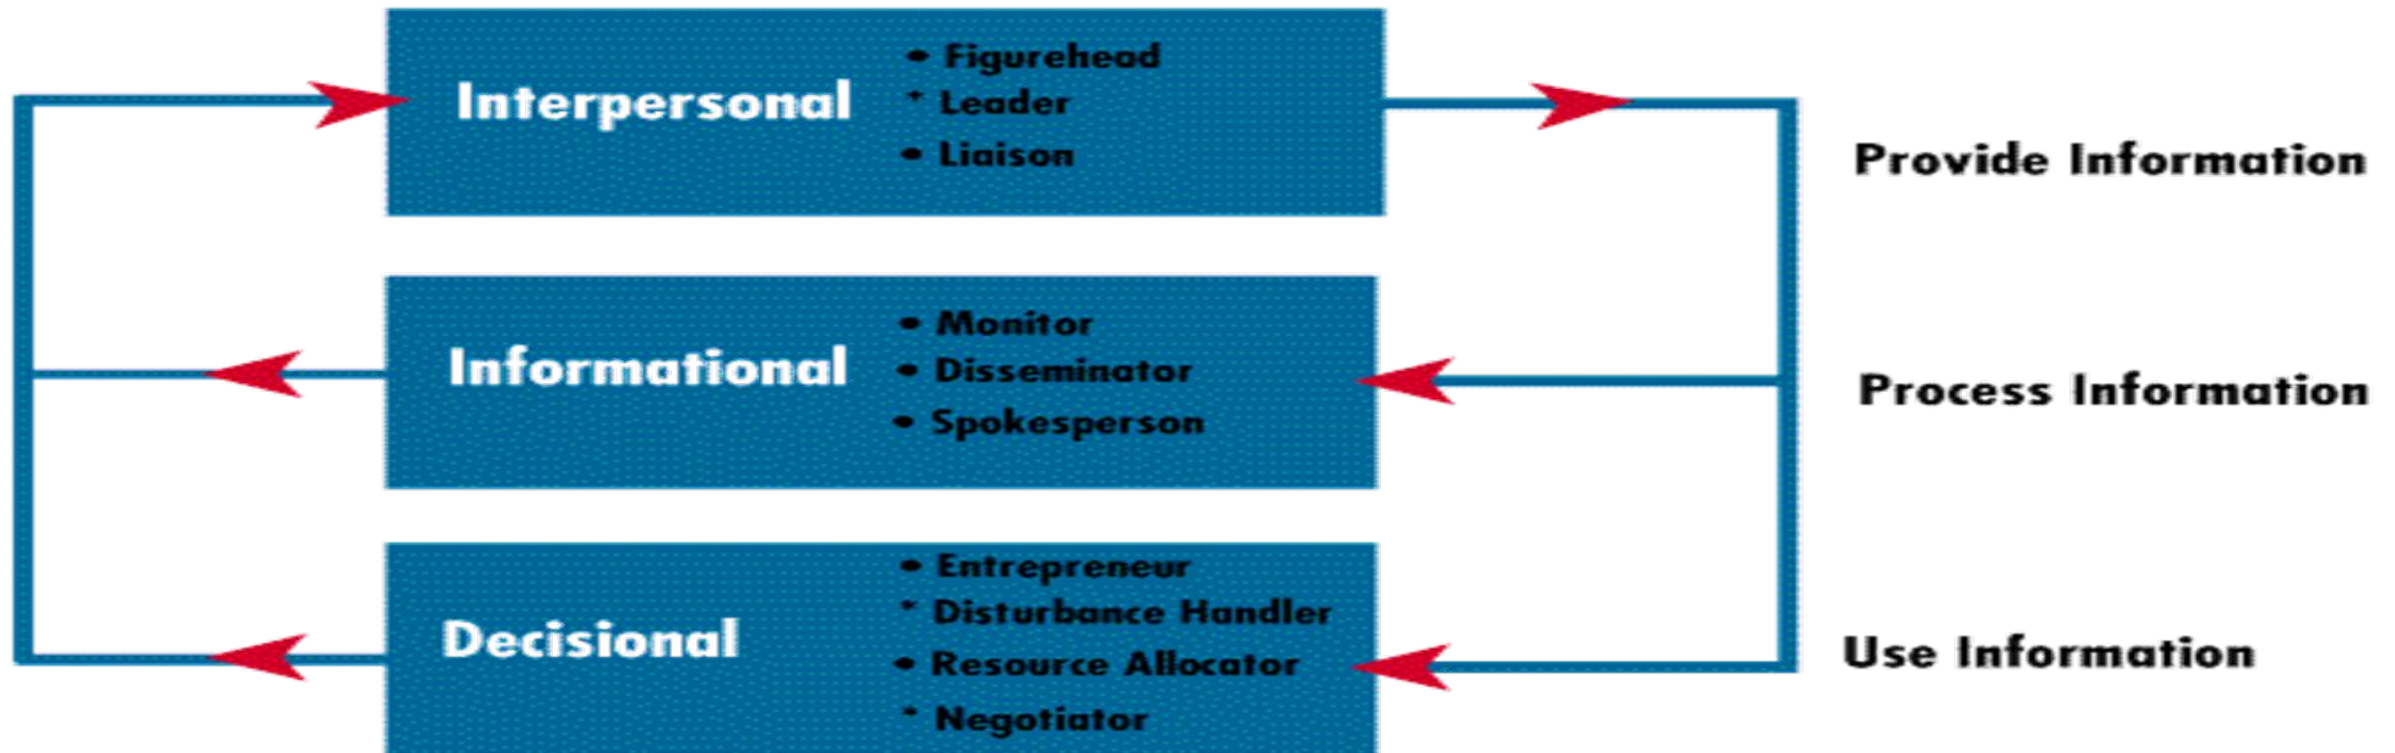 Interpersonal
• Figurehead
* Leader
• Liaison
Provide Information
Informational
• Monitor
• Disseminator
• Spokesperson
Process Information
Decisional
• Entrepreneur
* Disturbance Handler
• Resource Allocator
* Negotiator
Use Information